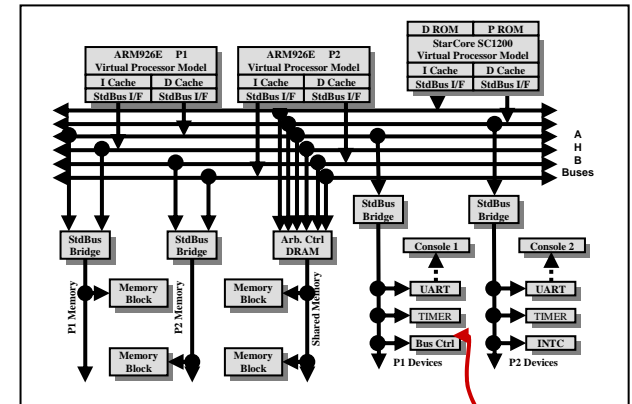 D ROM P ROM
StarCore SC1200
Virtual Processor Model
I Cache D Cache
StdBus I/F StdBus I/F
ARM926E P1
Virtual Processor Model
I Cache D Cache
StdBus I/F StdBus I/F
ARM926E P2
Virtual Processor Model
I Cache D Cache
StdBus I/F StdBus I/F
A
H
B
Buses
StdBus
Bridge
StdBus
Bridge
StdBus
Bridge
StdBus
Bridge
Arb. Ctrl
DRAM
Console 1
Console 2
P1 Memory
Memory
Block
P2 Memory
Memory
Block
Memory
Block
Shared Memory
Memory
Block
UART
TIMER
Bus Ctrl
P1 Devices
UART
TIMER
INTC
P2 Devices